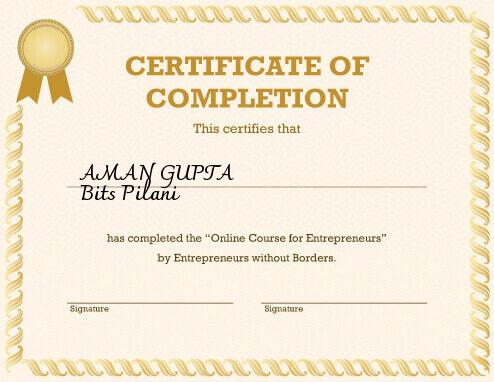 CERTIFICATE OF
COMPLETION
This certifies that
AMAN GUPTA
Bits Pilani
has completed the “Online Course for Entrepreneurs”
by Entrepreneurs without Borders.
Signature
Signature